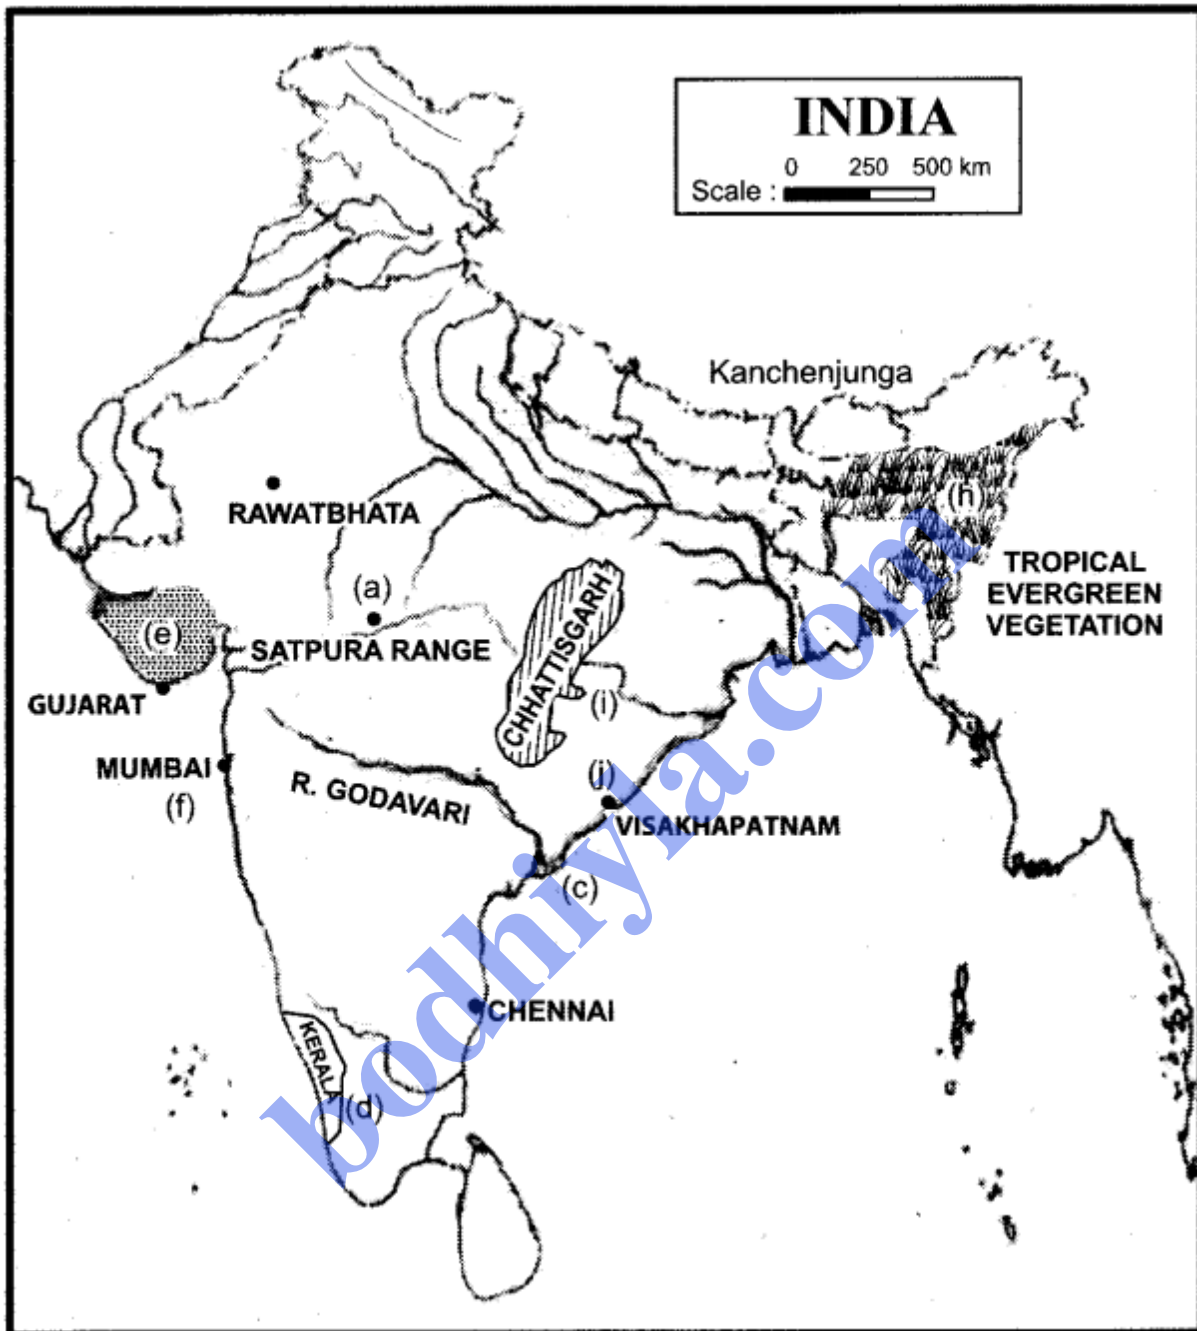 INDIA
0 250 500 km
Scale :
Kanchenjunga
RAWATBHATA
(h)
TROPICAL
EVERGREEN
VEGETATION
(a)
(e)
SATPURA RANGE
CHHATTISGARH
GUJARAT
(i)
MUMBAI
(f)
R. GODAVARI
(j)
VISAKHAPATNAM
(c)
CHENNAI
KERALA
(d)
bodhiyla.com